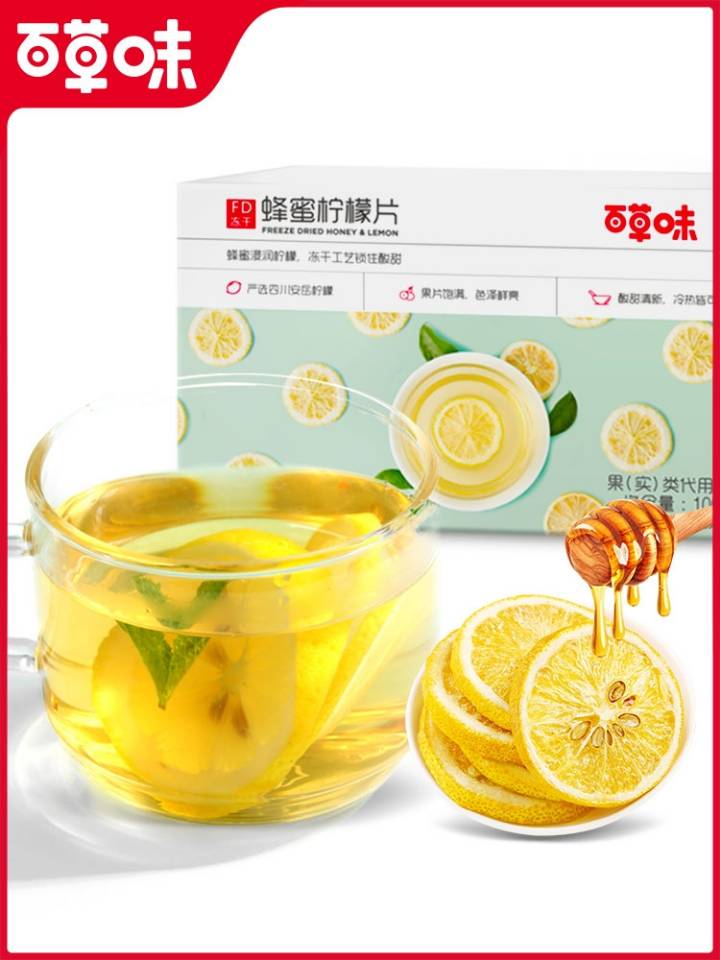 百草味
FD
冻干
蜂蜜柠檬片
FREEZE DRIED HONEY & LEMON
百草味
蜂蜜浸润柠檬，冻干工艺锁住酸甜
严选四川安岳柠檬
果片饱满，色泽鲜亮
酸甜清新，冷热皆可
果（实）类代用